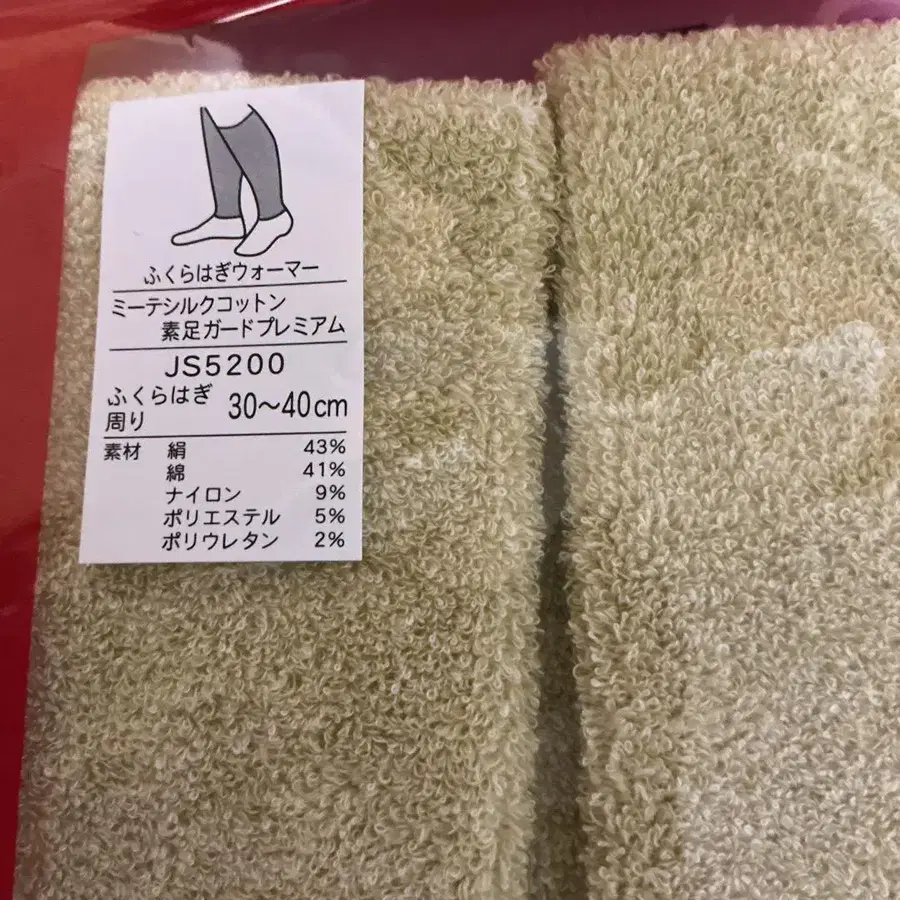 ふくらはぎウォーマー
ミーテシルクコットン
素足ガードプレミアム
JS5200
ふくらはぎ
周り 30〜40cm
素材 絹 43%
綿 41%
ナイロン 9%
ポリエステル 5%
ポリウレタン 2%